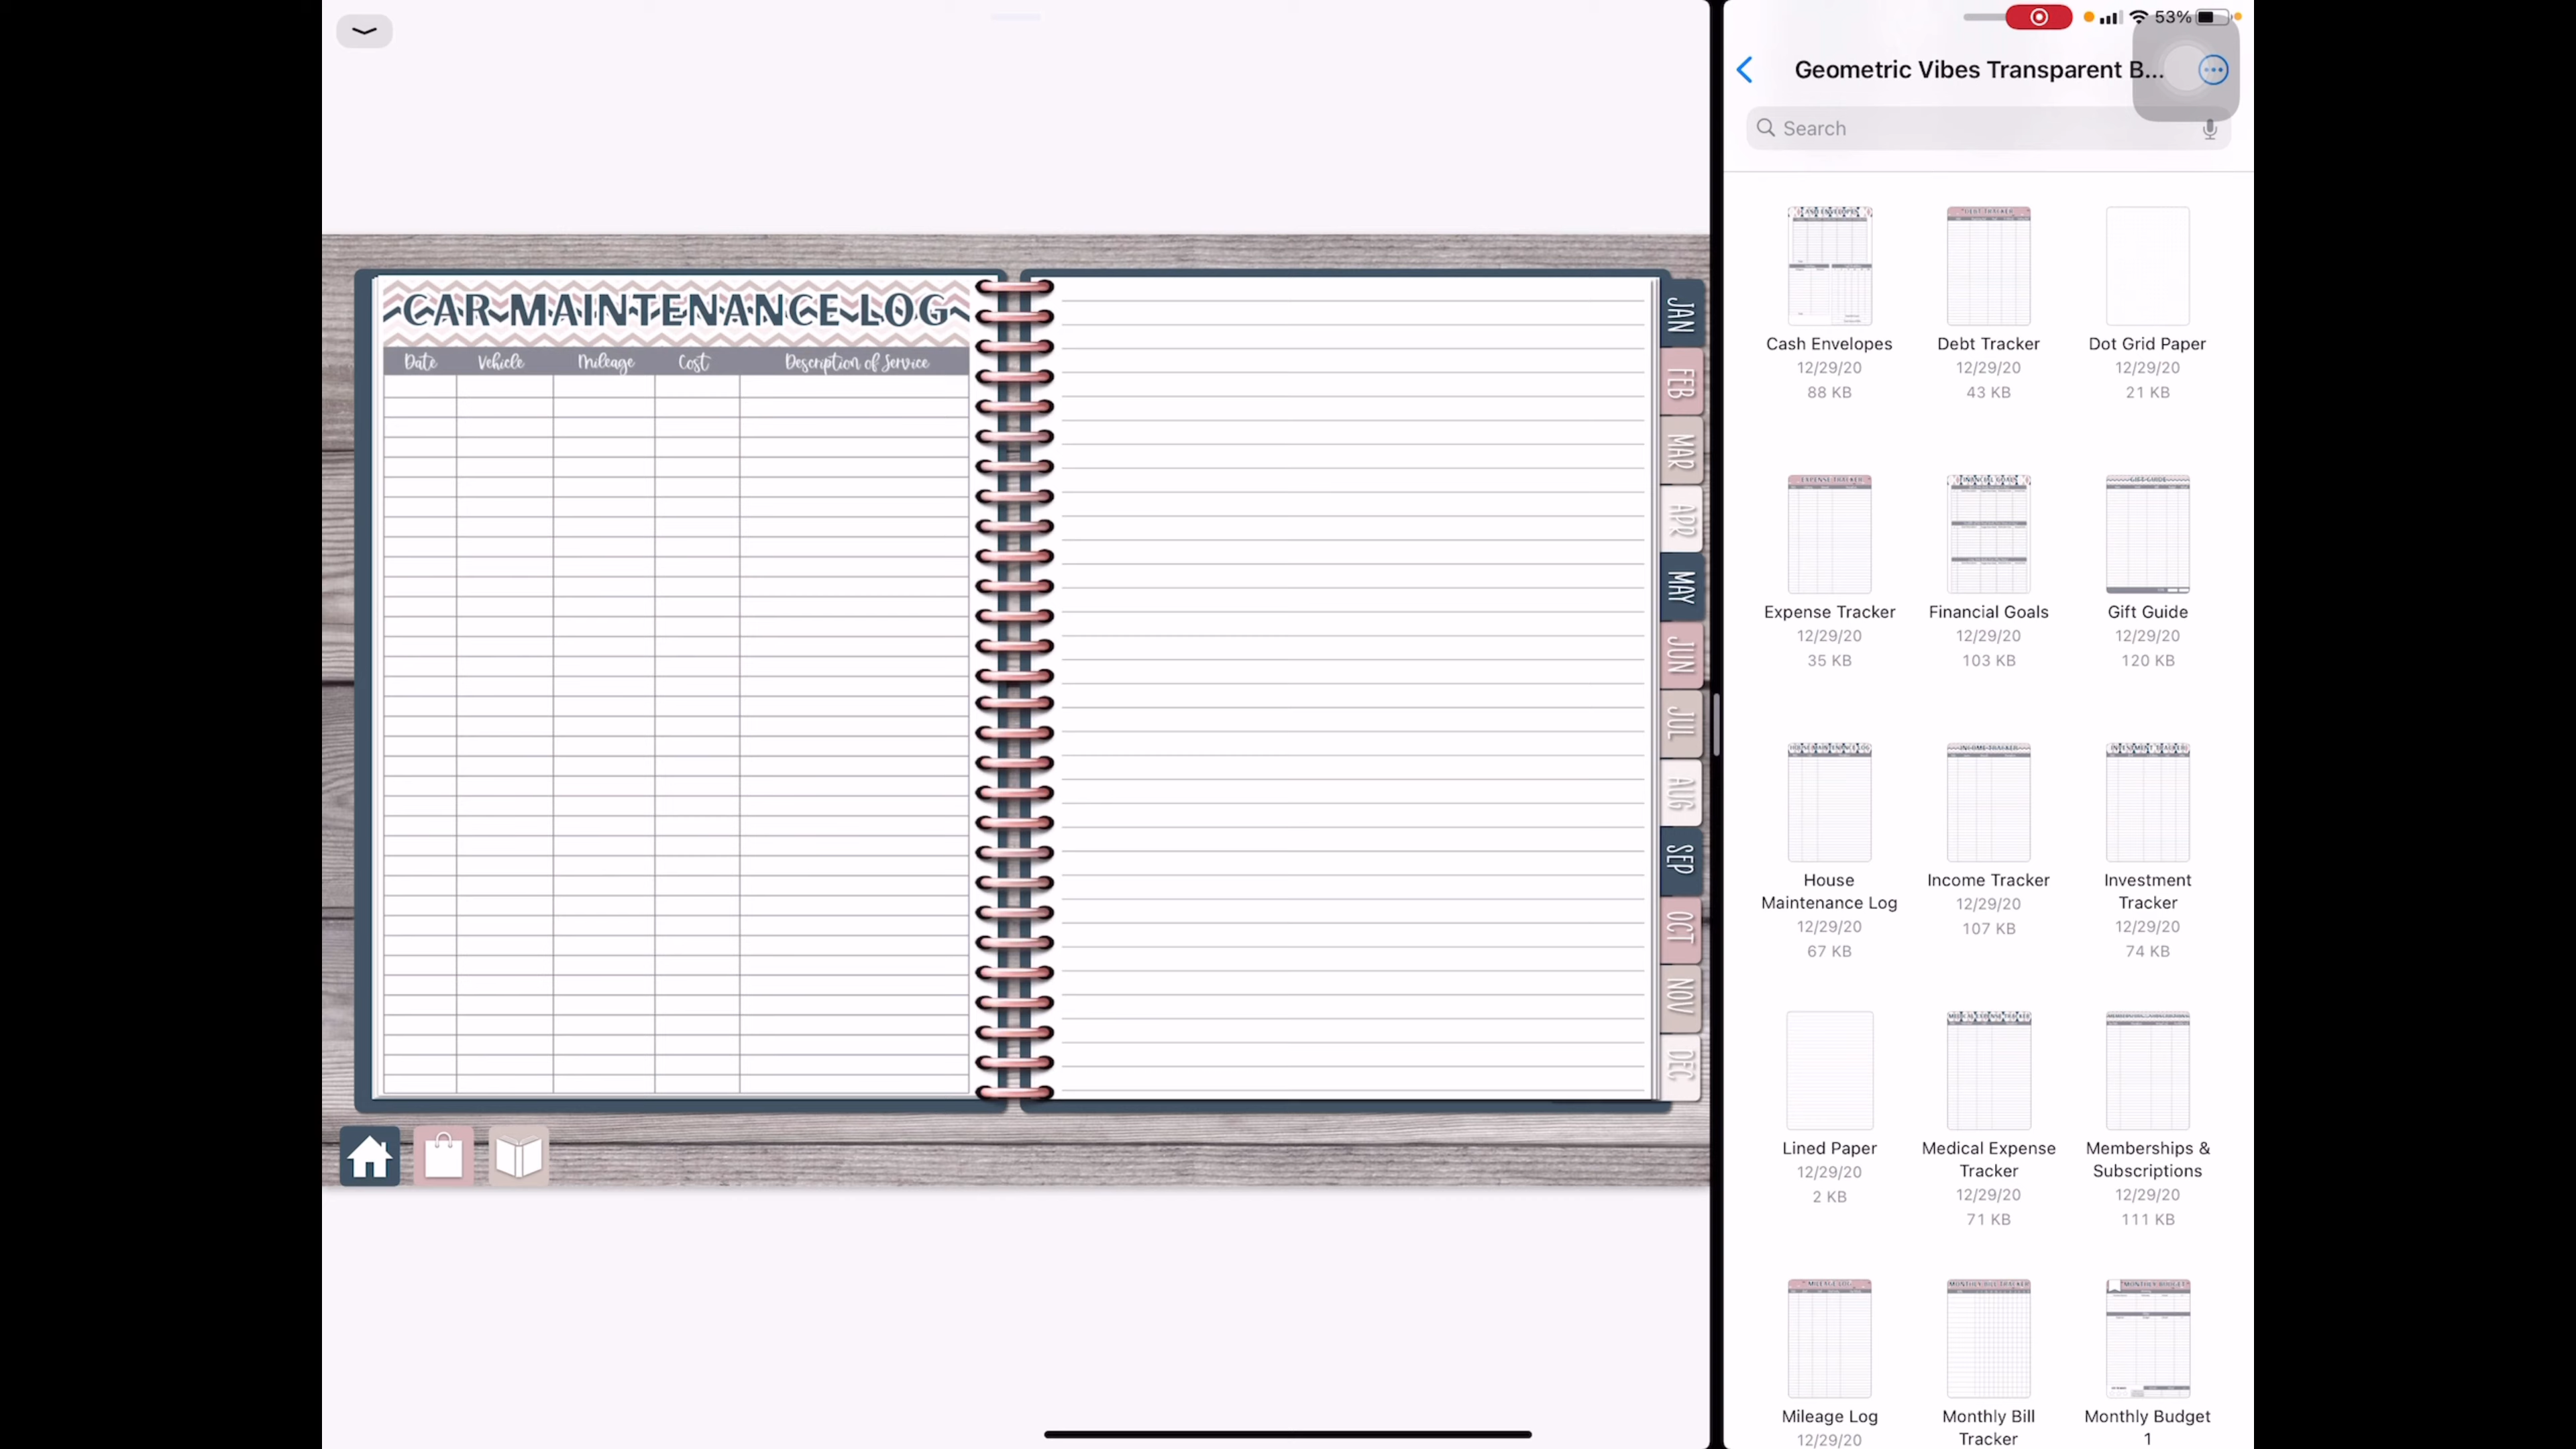 CAR MAINTENANCE LOG
Date Vehicle Mileage Cost Description of Service
JAN
FEB
MAR
APR
MAY
JUN
JUL
AUG
SEP
OCT
NOV
DEC
53%
Geometric Vibes Transparent B...
Search
Cash Envelopes
12/29/20
88 KB
Debt Tracker
12/29/20
43 KB
Dot Grid Paper
12/29/20
21 KB
Expense Tracker
12/29/20
35 KB
Financial Goals
12/29/20
103 KB
Gift Guide
12/29/20
120 KB
House
Maintenance Log
12/29/20
67 KB
Income Tracker
12/29/20
107 KB
Investment
Tracker
12/29/20
74 KB
Lined Paper
12/29/20
2 KB
Medical Expense
Tracker
12/29/20
71 KB
Memberships &
Subscriptions
12/29/20
111 KB
Mileage Log
12/29/20
Monthly Bill
Tracker
Monthly Budget
1